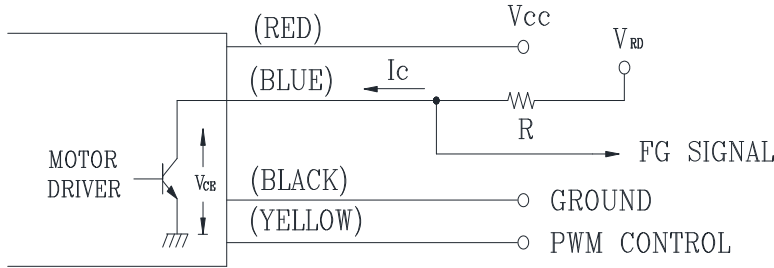 (RED)
Vcc
VRD
(BLUE)
Ic
R
FG SIGNAL
MOTOR
DRIVER
VCE
(BLACK)
GROUND
(YELLOW)
PWM CONTROL